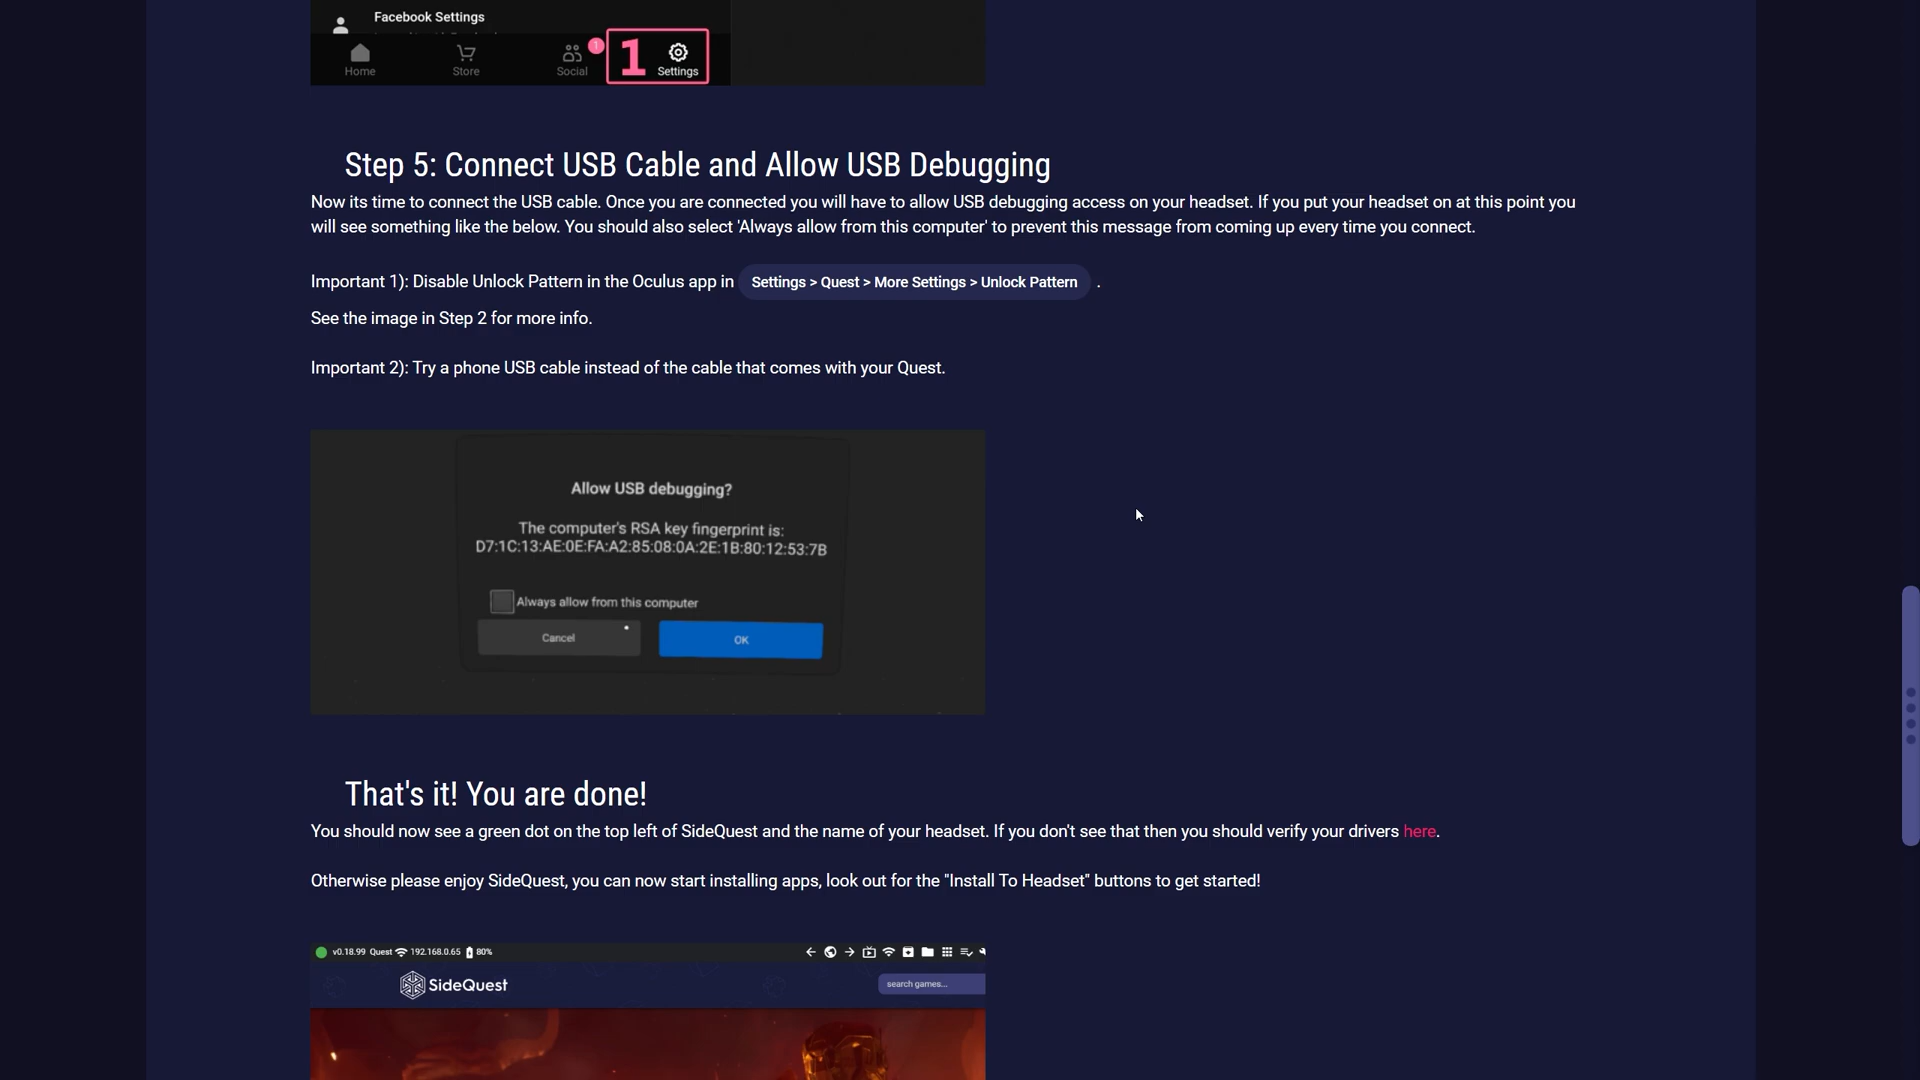 Facebook Settings
Home
Store
Social
1
1
Settings
Step 5: Connect USB Cable and Allow USB Debugging
Now its time to connect the USB cable. Once you are connected you will have to allow USB debugging access on your headset. If you put your headset on at this point you
will see something like the below. You should also select 'Always allow from this computer' to prevent this message from coming up every time you connect.
Important 1): Disable Unlock Pattern in the Oculus app in Settings > Quest > More Settings > Unlock Pattern .
See the image in Step 2 for more info.
Important 2): Try a phone USB cable instead of the cable that comes with your Quest.
Allow USB debugging?
The computer's RSA key fingerprint is:
D7:1C:13:AE:0E:FA:A2:85:08:0A:2E:1B:80:12:53:7B
Always allow from this computer
Cancel
OK
That's it! You are done!
You should now see a green dot on the top left of SideQuest and the name of your headset. If you don't see that then you should verify your drivers here.
Otherwise please enjoy SideQuest, you can now start installing apps, look out for the "Install To Headset" buttons to get started!
v0.18.99 Quest 192.168.0.65 80%
SideQuest
search games...